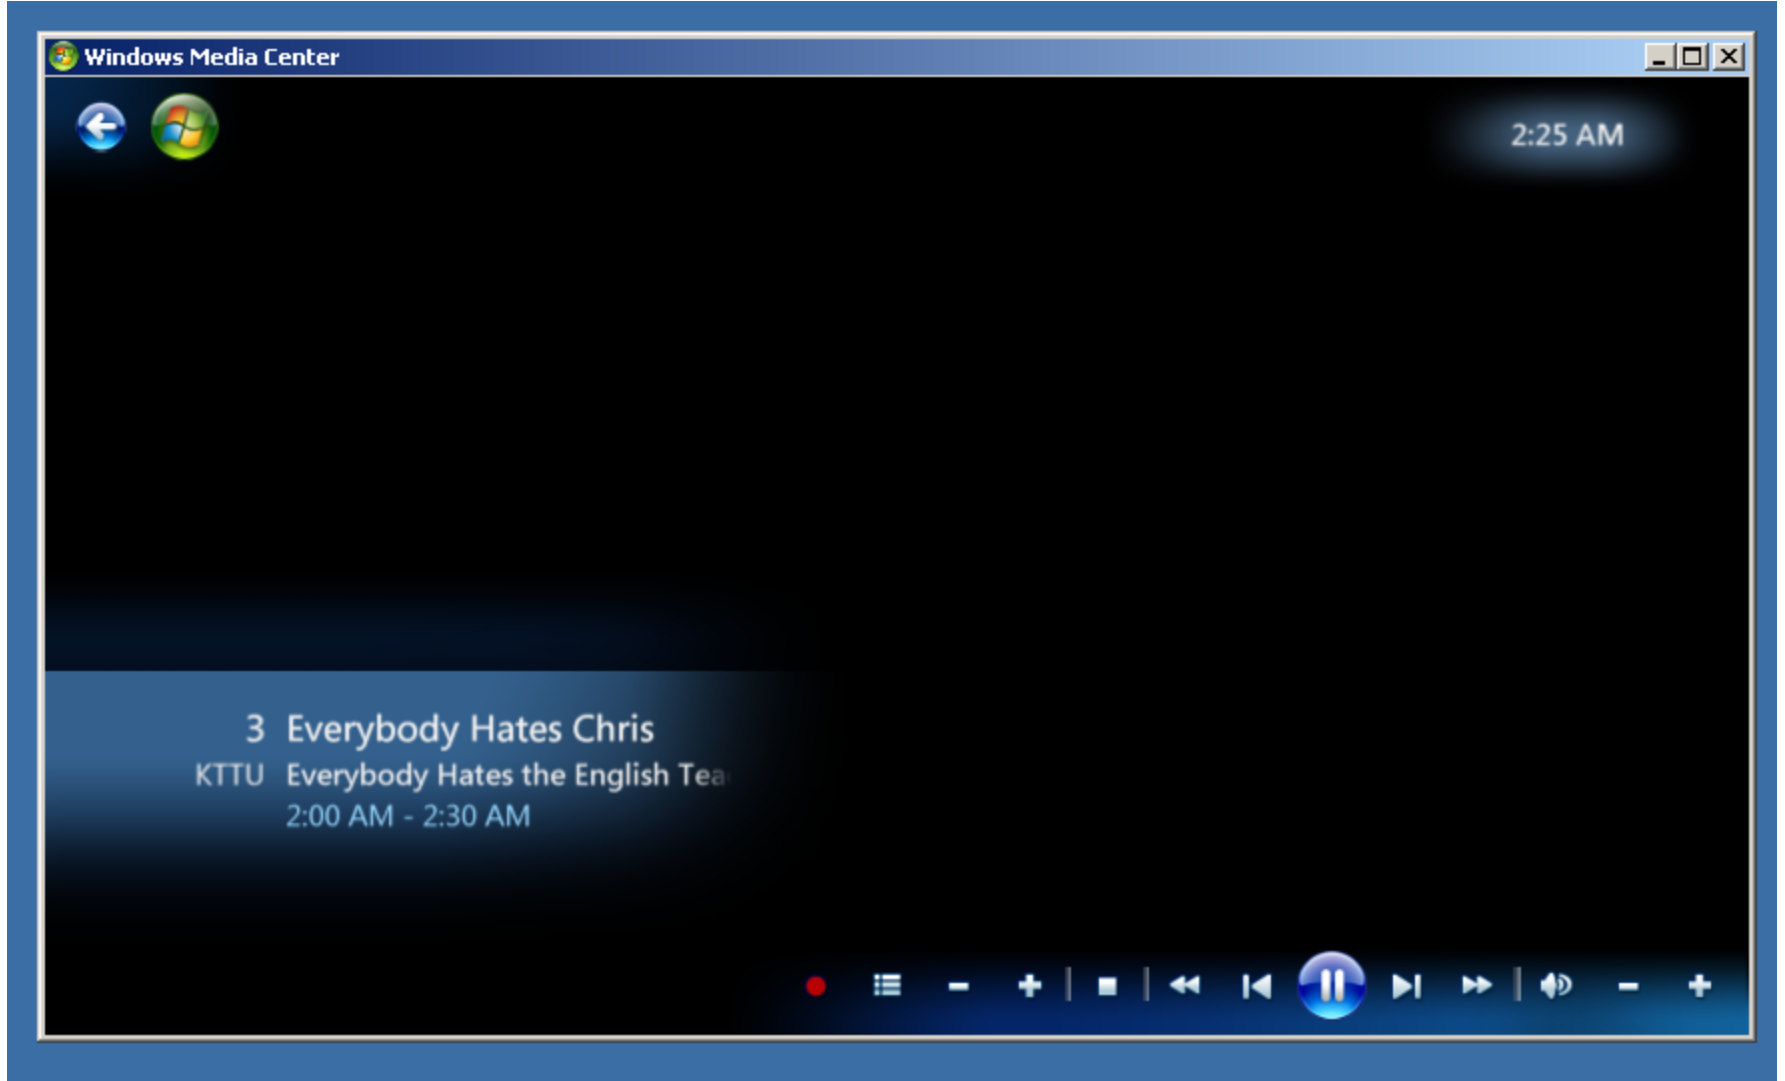 Windows Media Center
2:25 AM
3 Everybody Hates Chris
KTTU Everybody Hates the English
2:00 AM - 2:30 AM